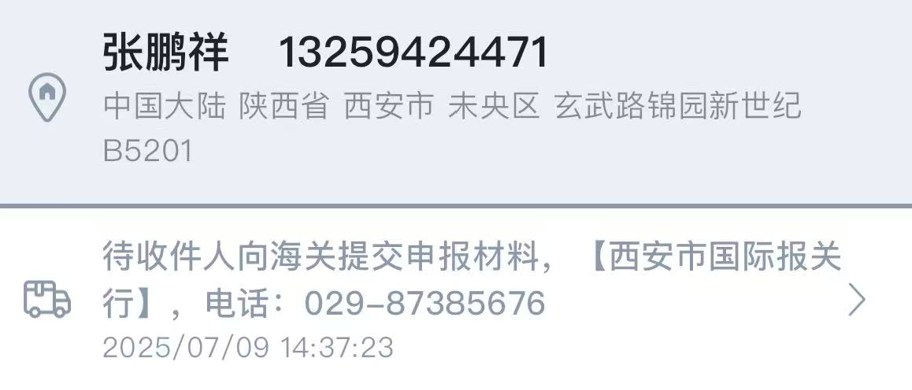 张鹏祥 13259424471
中国大陆 陕西省 西安市 未央区 玄武路锦园新世纪
B5201
待收件人向海关提交申报材料，【西安市国际报关
行】，电话：029-87385676
2025/07/09 14:37:23